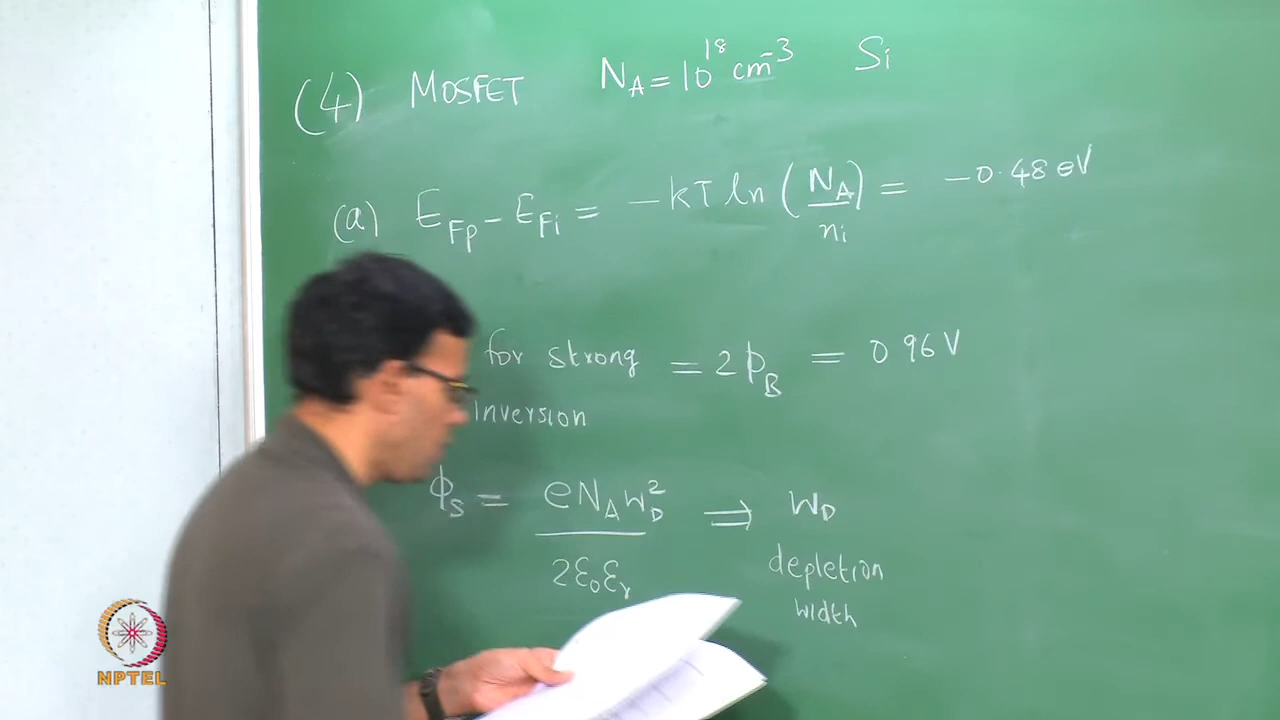 (4) MOSFET N_A = 10^18 cm^-3 Si
(a) E_Fp - E_Fi = -kT ln (N_A/n_i) = -0.48 eV
for strong = 2φ_B = 0.96 V
inversion
φ_S = eN_A w_D^2 / 2ε_0ε_r ⇒ W_D
depletion
width
NPTEL